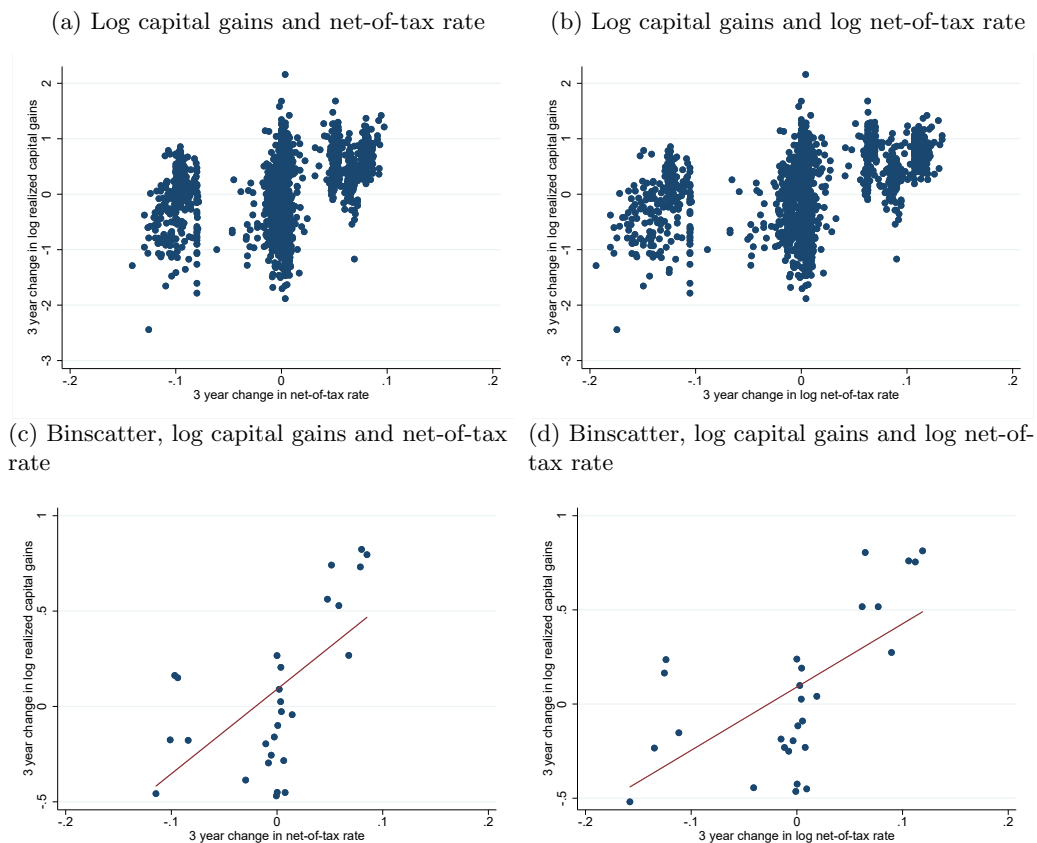 (a) Log capital gains and net-of-tax rate
3 year change in log realized capital gains
2
1
0
-1
-2
-3
-.2
-.1
0
.1
.2
3 year change in net-of-tax rate
(b) Log capital gains and log net-of-tax rate
3 year change in log realized capital gains
2
1
0
-1
-2
-3
-.2
-.1
0
.1
.2
3 year change in log net-of-tax rate
(c) Binscatter, log capital gains and net-of-tax
rate
3 year change in log realized capital gains
1
.5
0
-.5
-.2
-.1
0
.1
.2
3 year change in net-of-tax rate
(d) Binscatter, log capital gains and log net-of-
tax rate
3 year change in log realized capital gains
1
.5
0
-.5
-.2
-.1
0
.1
.2
3 year change in log net-of-tax rate